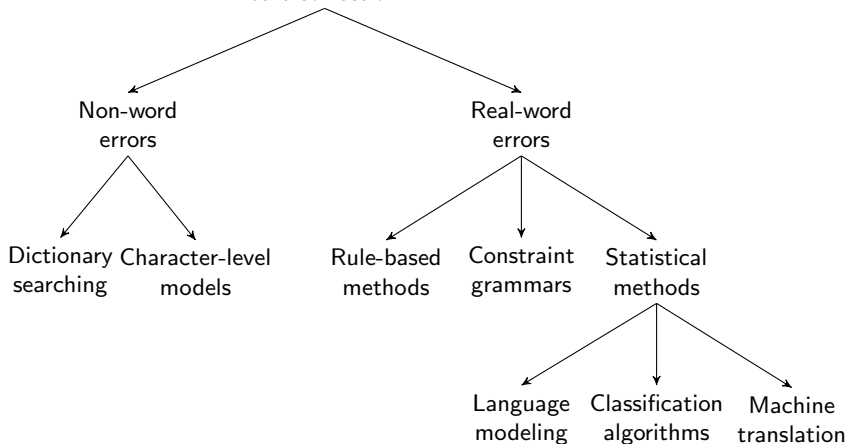 Non-word
errors
Real-word
errors
Dictionary
searching
Character-level
models
Rule-based
methods
Constraint
grammars
Statistical
methods
Language
modeling
Classification
algorithms
Machine
translation